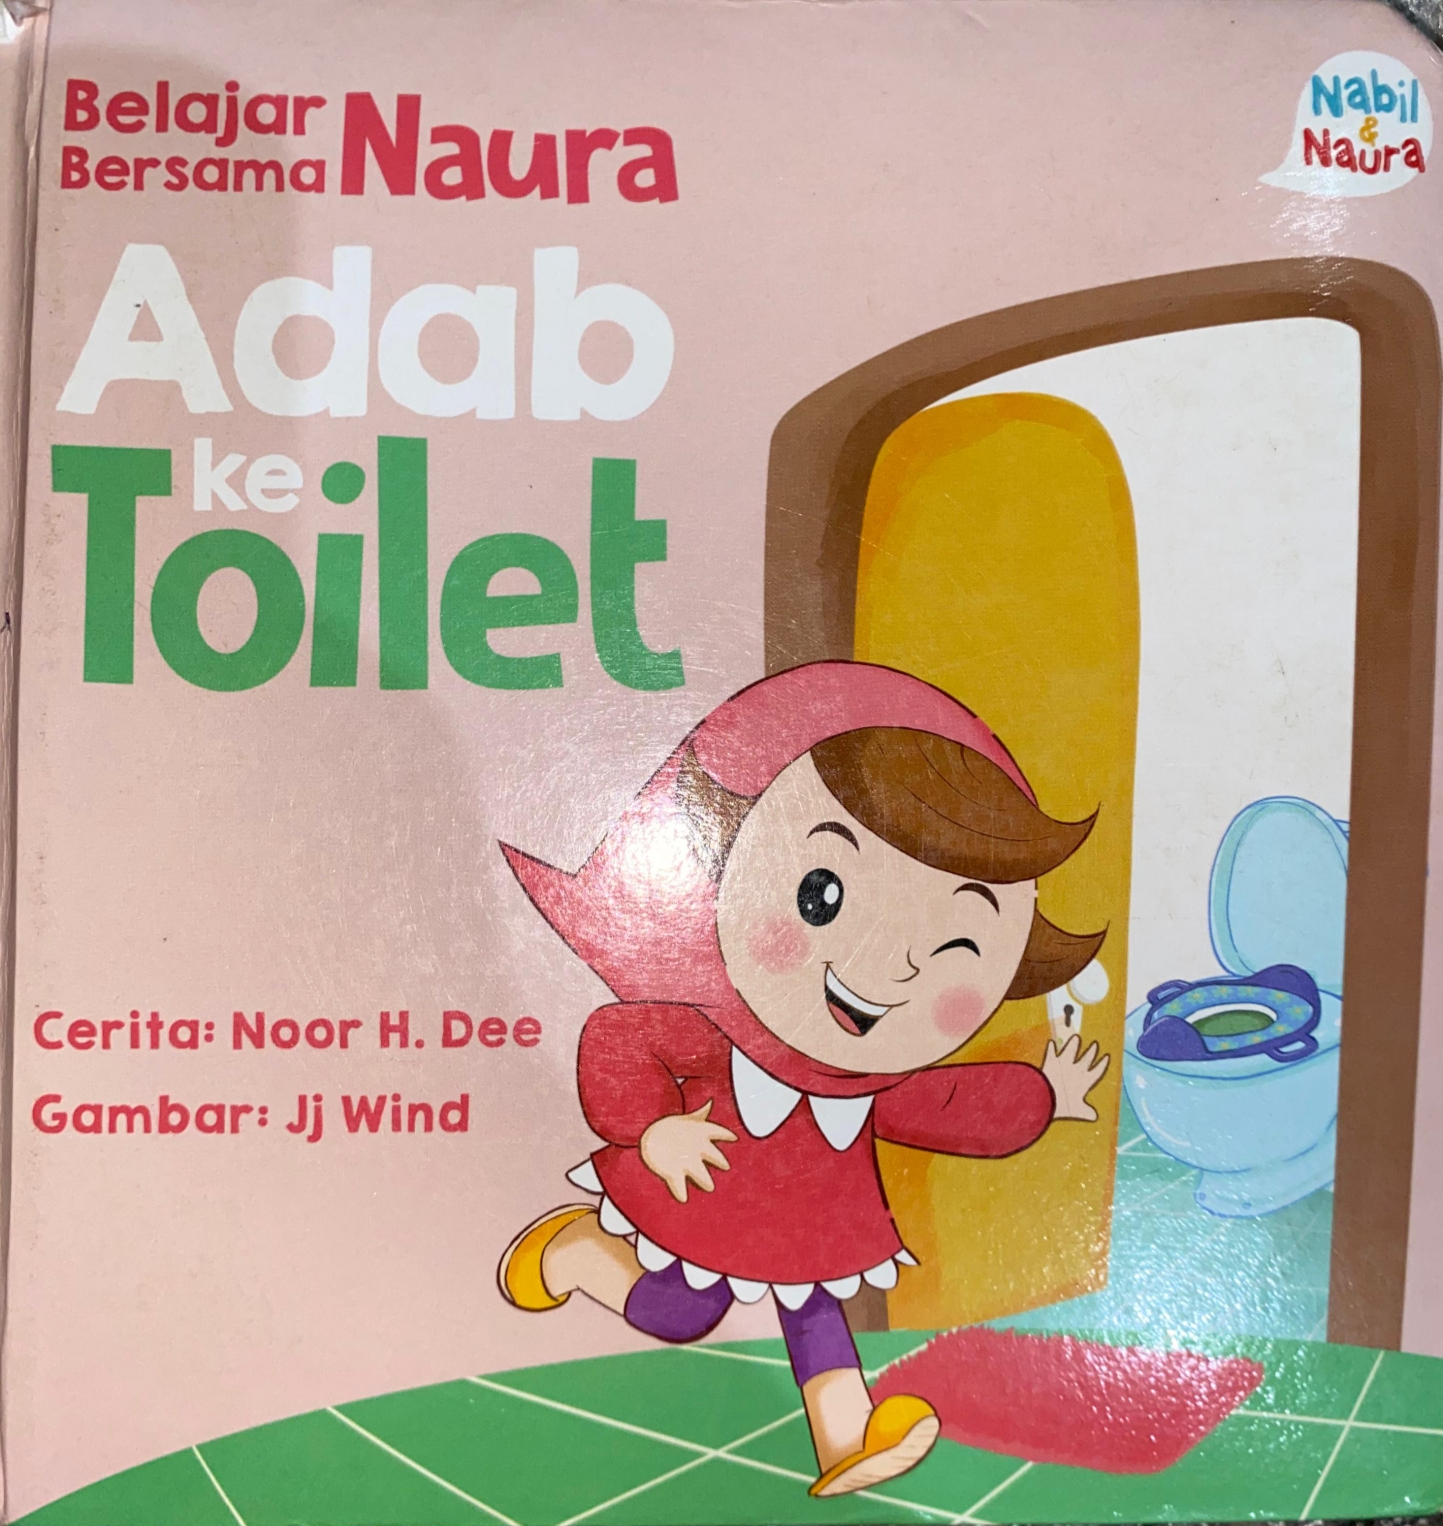 Belajar
Bersama Naura
Nabil
&
Naura
Adab
ke
Toilet
Cerita: Noor H. Dee
Gambar: Jj Wind